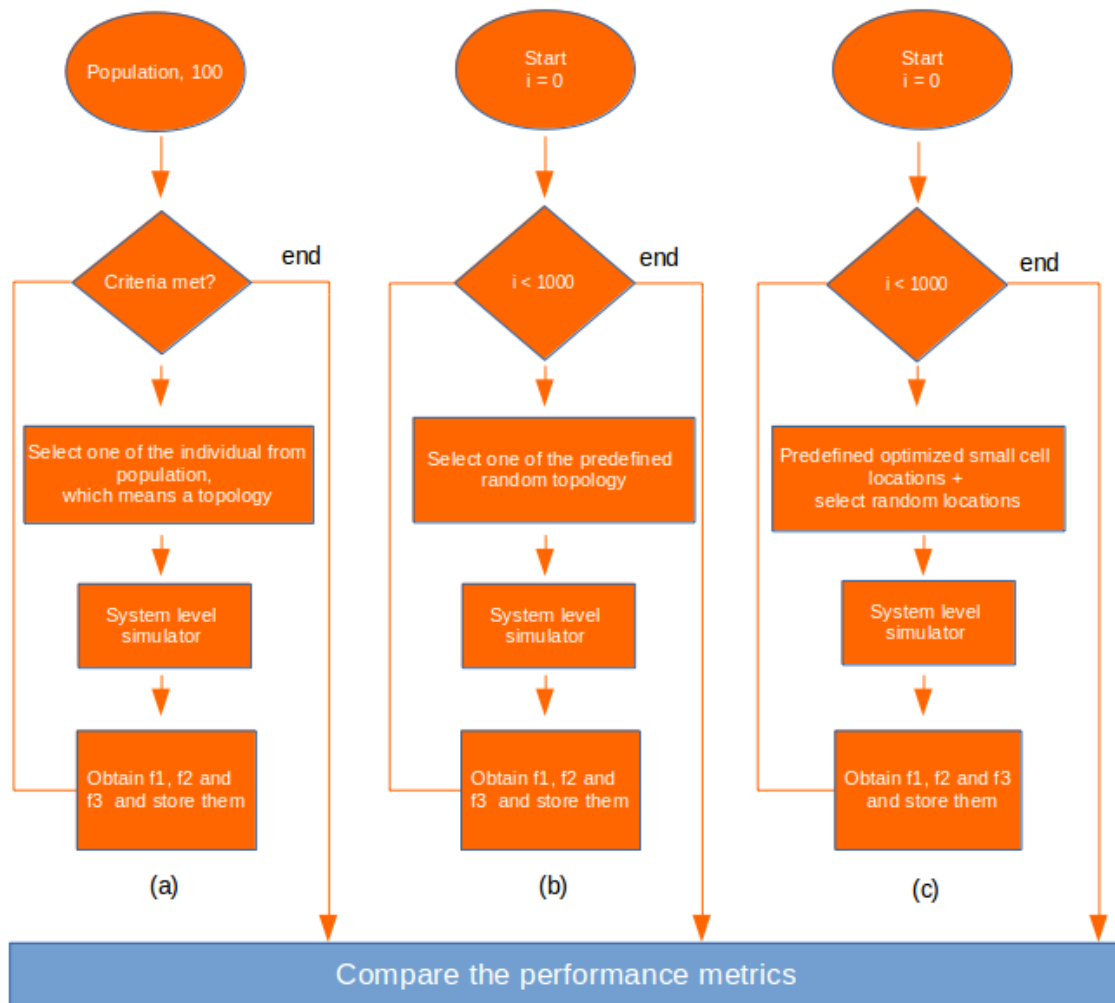 Population, 100
Criteria met?
end
Select one of the individual from
population,
which means a topology
System level
simulator
Obtain f1, f2 and
f3 and store them
(a)
Start
i = 0
i < 1000
end
Select one of the predefined
random topology
System level
simulator
Obtain f1, f2 and
f3 and store them
(b)
Start
i = 0
i < 1000
end
Predefined optimized small cell
locations +
select random locations
System level
simulator
Obtain f1, f2 and f3
and store them
(c)
Compare the performance metrics